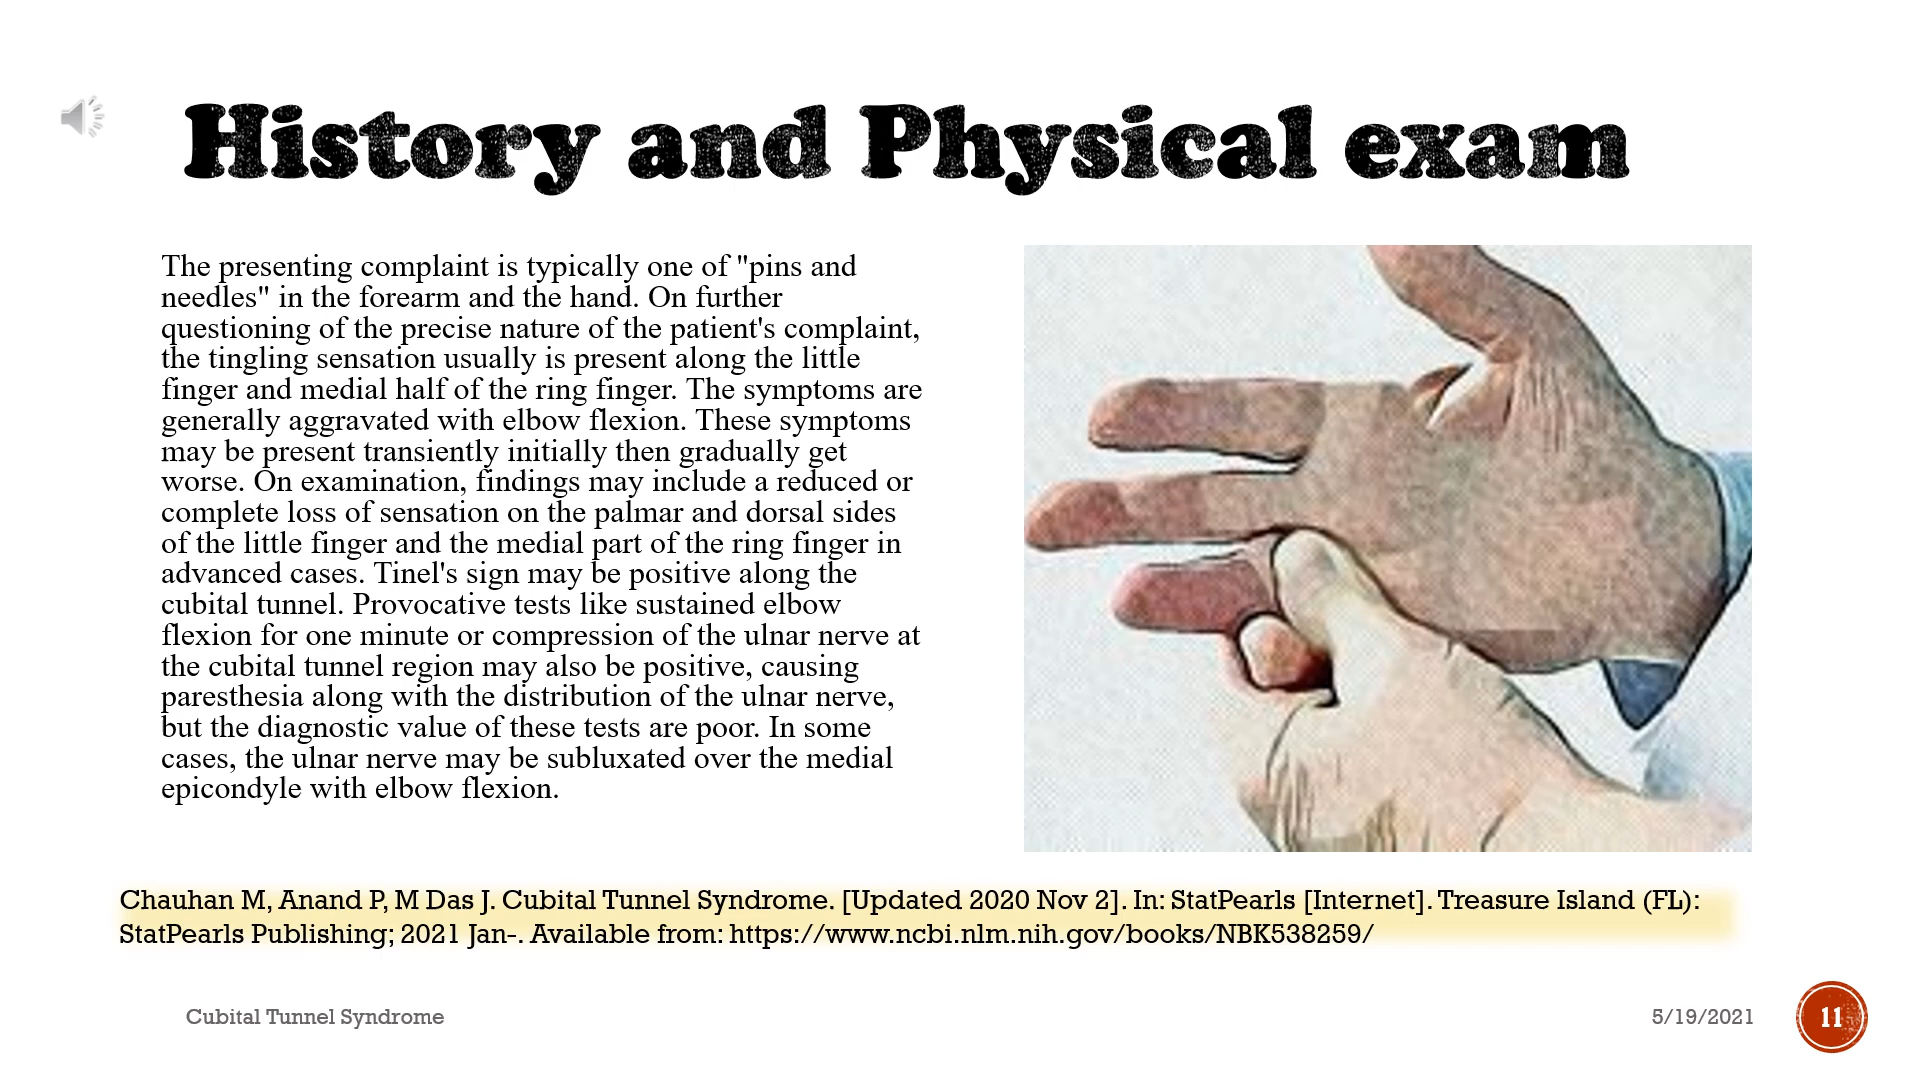 History and Physical exam
The presenting complaint is typically one of "pins and
needles" in the forearm and the hand. On further
questioning of the precise nature of the patient's complaint,
the tingling sensation usually is present along the little
finger and medial half of the ring finger. The symptoms are
generally aggravated with elbow flexion. These symptoms
may be present transiently initially then gradually get
worse. On examination, findings may include a reduced or
complete loss of sensation on the palmar and dorsal sides
of the little finger and the medial part of the ring finger in
advanced cases. Tinel's sign may be positive along the
cubital tunnel. Provocative tests like sustained elbow
flexion for one minute or compression of the ulnar nerve at
the cubital tunnel region may also be positive, causing
paresthesia along with the distribution of the ulnar nerve,
but the diagnostic value of these tests are poor. In some
cases, the ulnar nerve may be subluxated over the medial
epicondyle with elbow flexion.
Chauhan M, Anand P, M Das J. Cubital Tunnel Syndrome. [Updated 2020 Nov 2]. In: StatPearls [Internet]. Treasure Island (FL):
StatPearls Publishing; 2021 Jan-. Available from: https://www.ncbi.nlm.nih.gov/books/NBK538259/
Cubital Tunnel Syndrome
5/19/2021
11